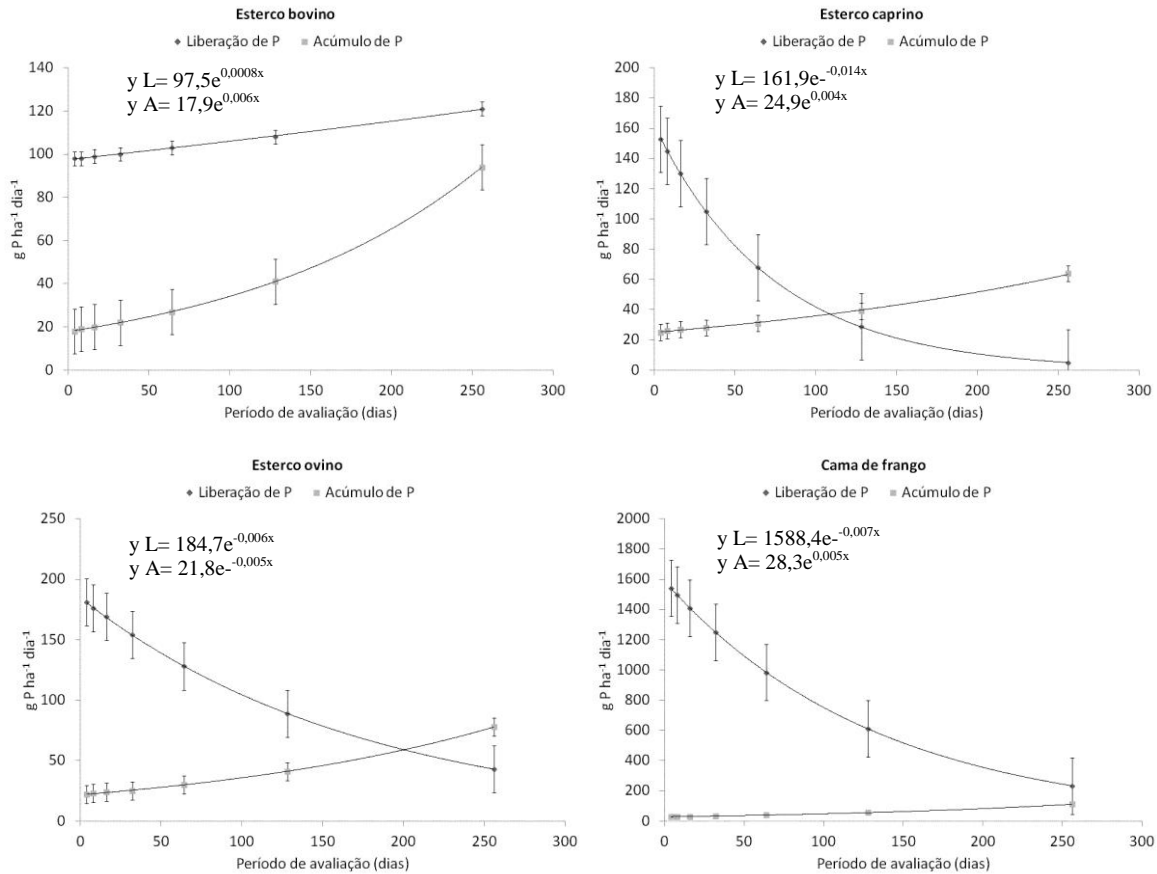 Esterco bovino
Liberação de P Acúmulo de P
y L= 97,5e^0,0008x
y A= 17,9e^0,006x
g P ha⁻¹ dia⁻¹
140
120
100
80
60
40
20
0
0 50 100 150 200 250 300
Período de avaliação (dias)
Esterco caprino
Liberação de P Acúmulo de P
y L= 161,9e-^-0,014x
y A= 24,9e^0,004x
g P ha⁻¹ dia⁻¹
200
180
160
140
120
100
80
60
40
20
0
0 50 100 150 200 250 300
Período de avaliação (dias)
Esterco ovino
Liberação de P Acúmulo de P
y L= 184,7e^-0,006x
y A= 21,8e-^-0,005x
g P ha⁻¹ dia⁻¹
250
200
150
100
50
0
0 50 100 150 200 250 300
Período de avaliação (dias)
Cama de frango
Liberação de P Acúmulo de P
y L= 1588,4e-^-0,007x
y A= 28,3e^0,005x
g P ha⁻¹ dia⁻¹
2000
1800
1600
1400
1200
1000
800
600
400
200
0
0 50 100 150 200 250 300
Período de avaliação (dias)